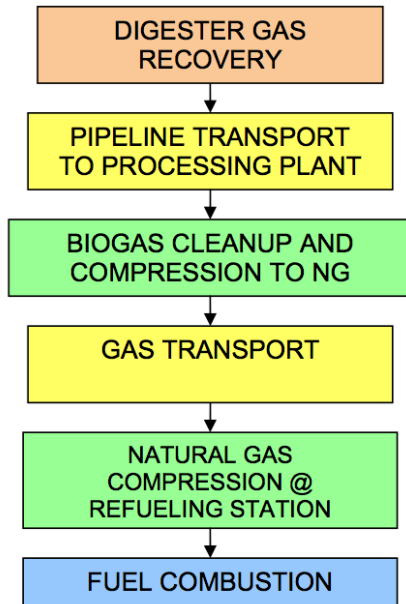 DIGESTER GAS
RECOVERY
PIPELINE TRANSPORT
TO PROCESSING PLANT
BIOGAS CLEANUP AND
COMPRESSION TO NG
GAS TRANSPORT
NATURAL GAS
COMPRESSION @
REFUELING STATION
FUEL COMBUSTION